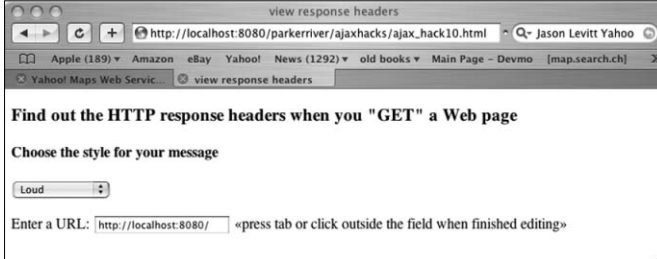 view response headers
http://localhost:8080/parkerriver/ajaxhacks/ajax_hack10.html Jason Levitt Yahoo
Apple (189) ▾ Amazon eBay Yahoo! News (1292) ▾ old books ▾ Main Page – Devmo [map.search.ch]
Yahoo! Maps Web Servic... view response headers
Find out the HTTP response headers when you "GET" a Web page
Choose the style for your message
Loud
Enter a URL: http://localhost:8080/ «press tab or click outside the field when finished editing»